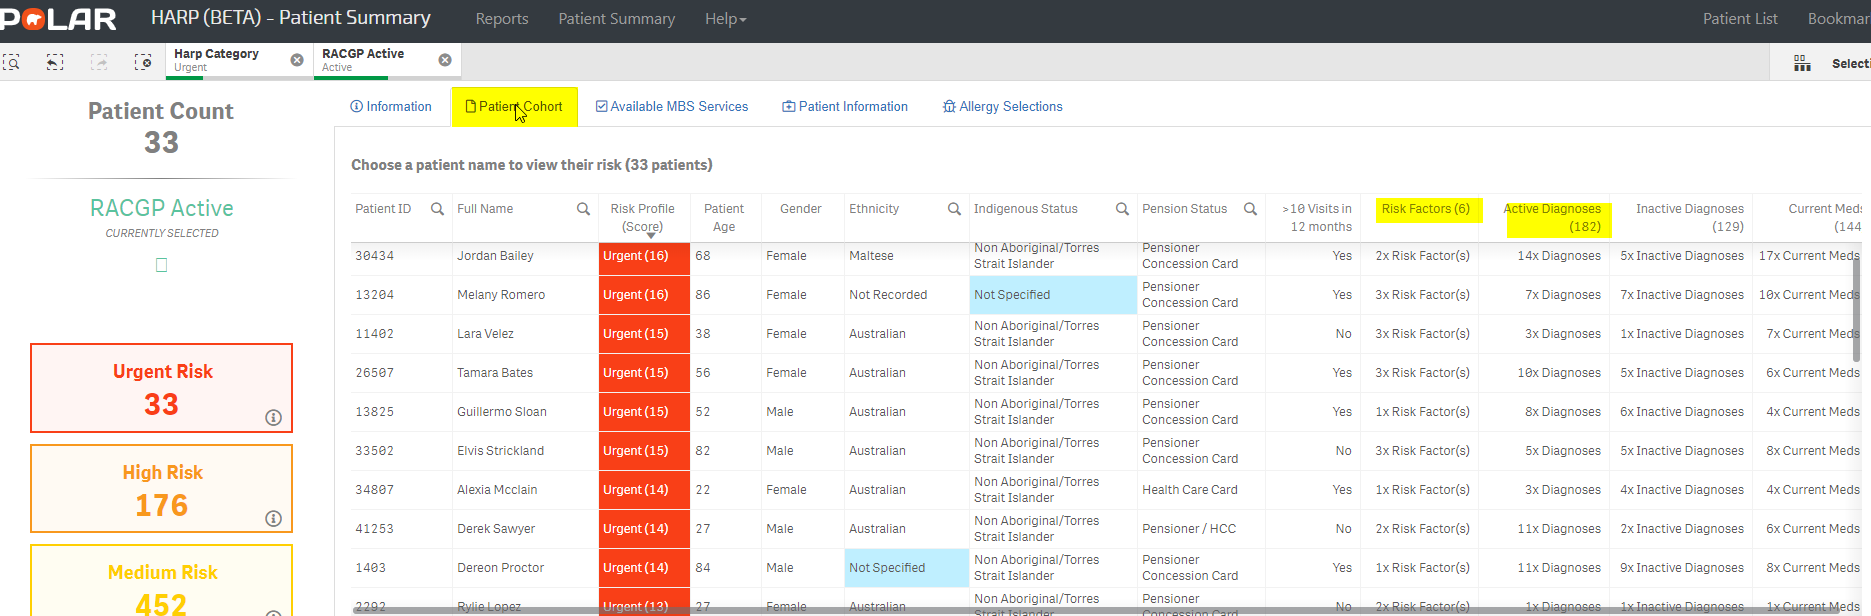 POLAR HARP (BETA) - Patient Summary Reports Patient Summary Help Patient List Bookmar
Harp Category
Urgent
RACGP Active
Active
Selecti
Patient Count
33
RACGP Active
CURRENTLY SELECTED
Urgent Risk
33
High Risk
176
Medium Risk
452
Information Patient Cohort Available MBS Services Patient Information Allergy Selections
Choose a patient name to view their risk (33 patients)
Patient ID Full Name Risk Profile (Score) Patient Age Gender Ethnicity Indigenous Status Pension Status >10 Visits in 12 months Risk Factors (6) Active Diagnoses (182) Inactive Diagnoses (129) Current Meds (144
30434 Jordan Bailey Urgent (16) 68 Female Maltese Non Aboriginal/Torres Strait Islander Pensioner Concession Card Yes 2x Risk Factor(s) 14x Diagnoses 5x Inactive Diagnoses 17x Current Meds
13204 Melany Romero Urgent (16) 86 Female Not Recorded Not Specified Pensioner Concession Card Yes 3x Risk Factor(s) 7x Diagnoses 7x Inactive Diagnoses 10x Current Meds
11402 Lara Velez Urgent (15) 38 Female Australian Non Aboriginal/Torres Strait Islander Pensioner Concession Card No 3x Risk Factor(s) 3x Diagnoses 1x Inactive Diagnoses 7x Current Meds
26507 Tamara Bates Urgent (15) 56 Female Australian Non Aboriginal/Torres Strait Islander Pensioner Concession Card Yes 3x Risk Factor(s) 10x Diagnoses 5x Inactive Diagnoses 6x Current Meds
13825 Guillermo Sloan Urgent (15) 52 Male Australian Non Aboriginal/Torres Strait Islander Pensioner Concession Card Yes 1x Risk Factor(s) 8x Diagnoses 6x Inactive Diagnoses 4x Current Meds
33502 Elvis Strickland Urgent (15) 82 Male Australian Non Aboriginal/Torres Strait Islander Pensioner Concession Card No 3x Risk Factor(s) 5x Diagnoses 5x Inactive Diagnoses 8x Current Meds
34807 Alexia Mcclain Urgent (14) 22 Female Australian Non Aboriginal/Torres Strait Islander Health Care Card Yes 1x Risk Factor(s) 3x Diagnoses 4x Inactive Diagnoses 4x Current Meds
41253 Derek Sawyer Urgent (14) 27 Male Australian Non Aboriginal/Torres Strait Islander Pensioner / HCC No 2x Risk Factor(s) 11x Diagnoses 2x Inactive Diagnoses 6x Current Meds
1403 Dereon Proctor Urgent (14) 84 Male Not Specified Non Aboriginal/Torres Strait Islander Pensioner Concession Card Yes 1x Risk Factor(s) 11x Diagnoses 9x Inactive Diagnoses 8x Current Meds
2292 Rylie Lopez Urgent (13) 27 Female Australian Non Aboriginal/Torres Strait Islander Pensioner Concession Card No 2x Risk Factor(s) 1x Diagnoses 1x Inactive Diagnoses 1x Current Meds